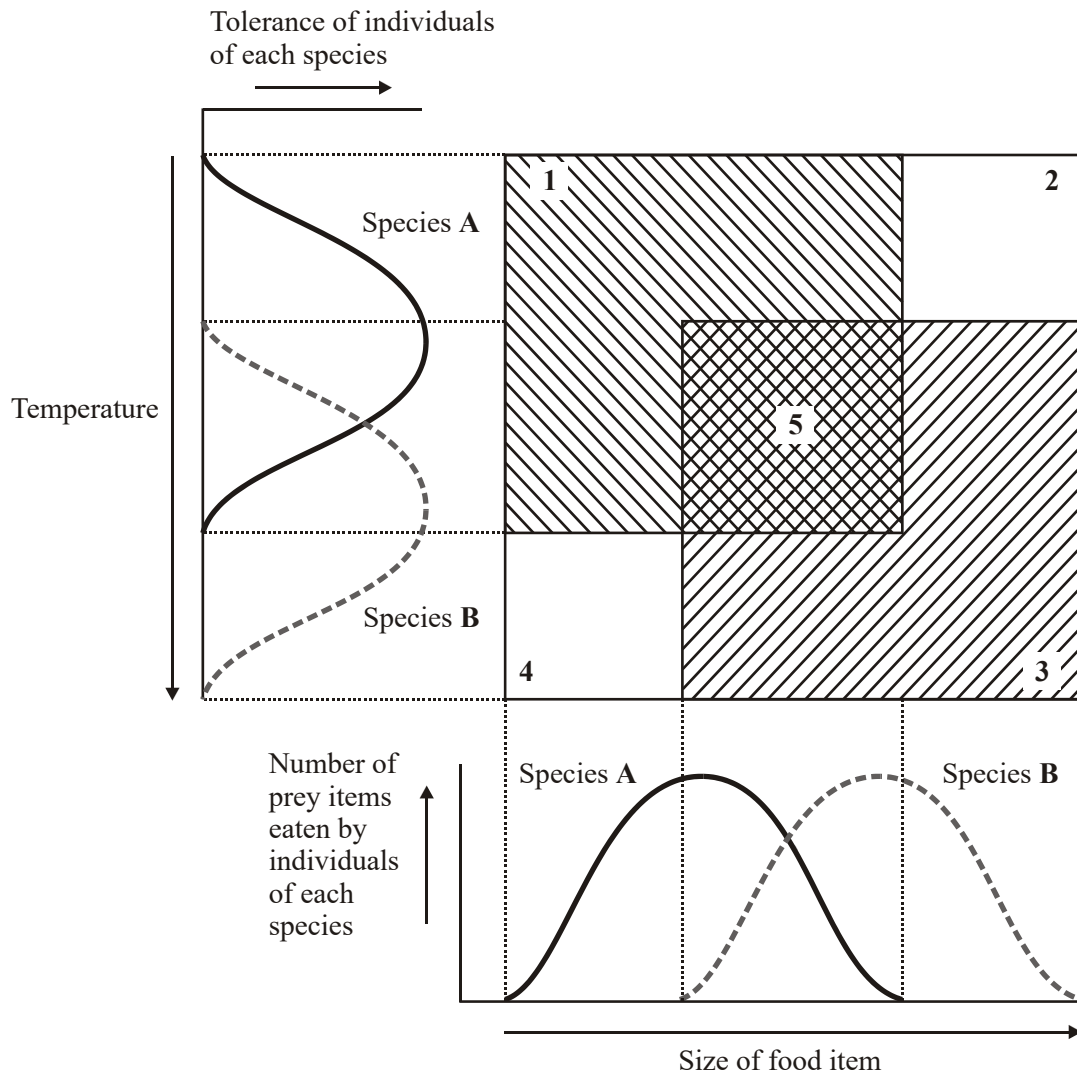 Tolerance of individuals
of each species
1
2
Species A
Temperature
5
Species B
4
3
Number of
prey items
eaten by
individuals
of each
species
Species A
Species B
Size of food item